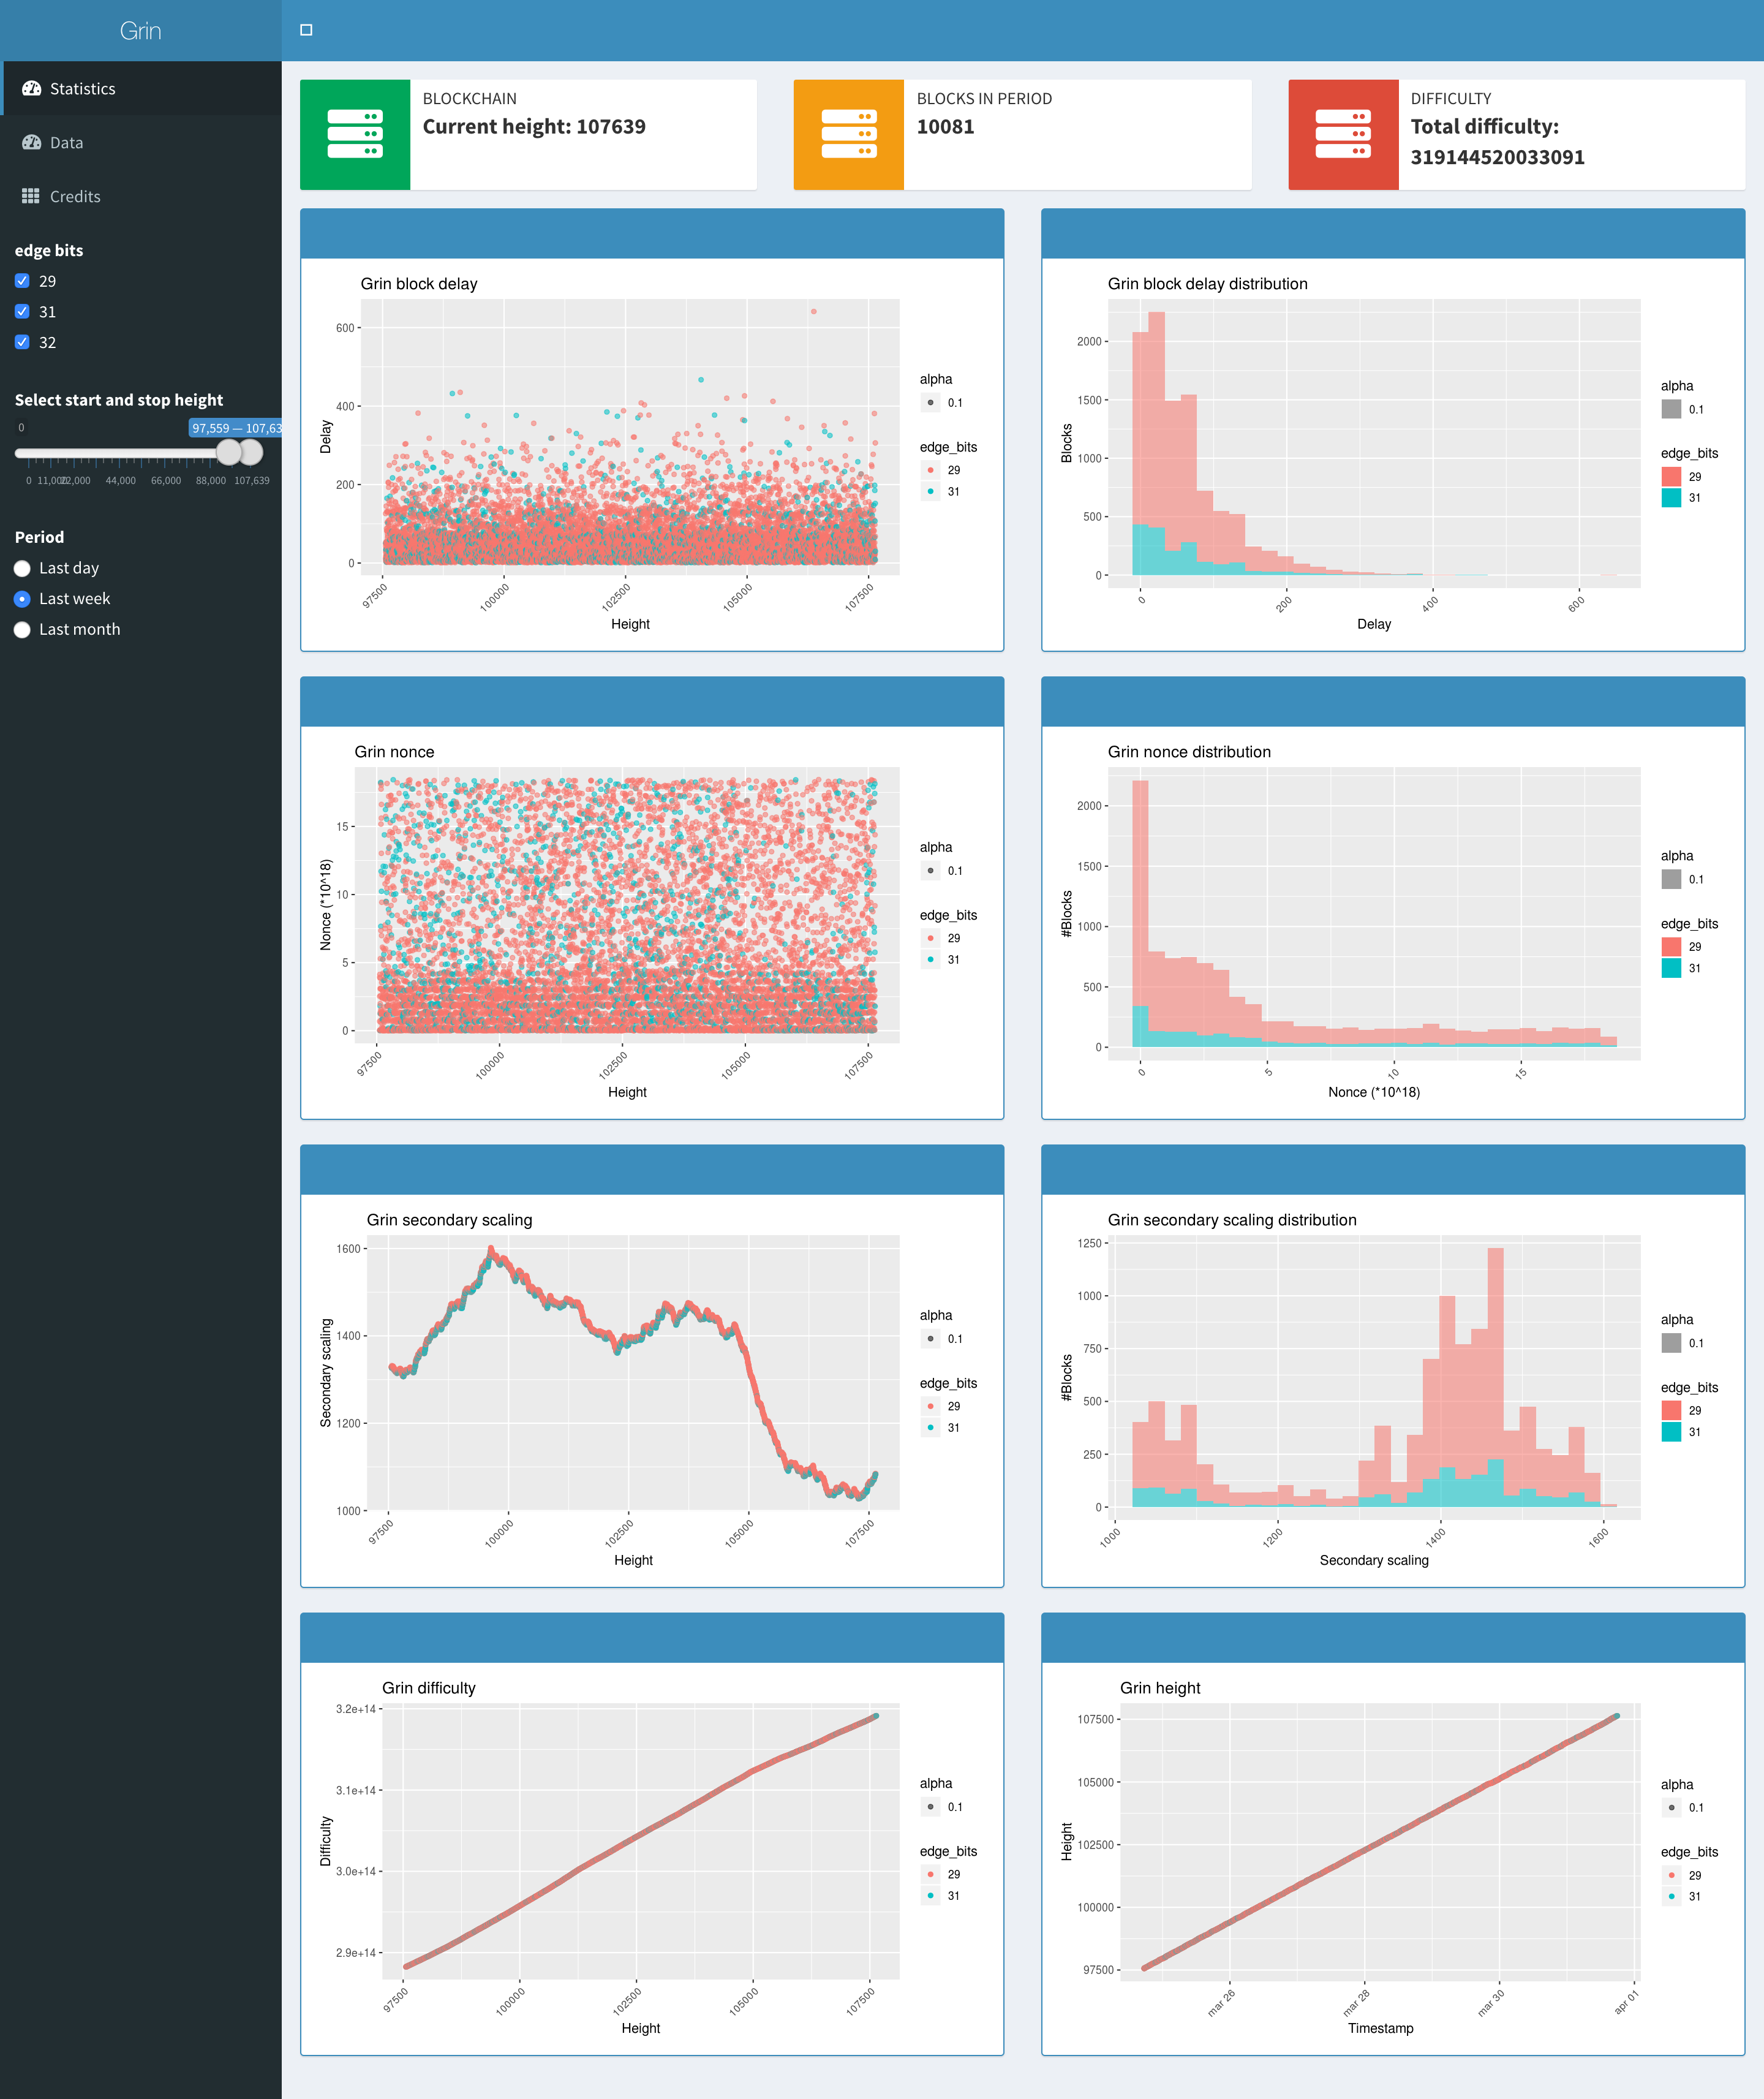 Grin
Statistics
Data
Credits
edge bits
29
31
32
Select start and stop height
0
97,559 — 107,63
0 11,000 22,000 44,000 66,000 88,000 107,639
Period
Last day
Last week
Last month
BLOCKCHAIN
Current height: 107639
BLOCKS IN PERIOD
10081
DIFFICULTY
Total difficulty:
319144520033091
Grin block delay
600
400
200
0
Delay
97500 100000 102500 105000 107500
Height
alpha
0.1
edge_bits
29
31
Grin block delay distribution
2000
1500
1000
500
0
Blocks
0 200 400 600
Delay
alpha
0.1
edge_bits
29
31
Grin nonce
15
10
5
0
Nonce (*10^18)
97500 100000 102500 105000 107500
Height
alpha
0.1
edge_bits
29
31
Grin nonce distribution
2000
1500
1000
500
0
#Blocks
0 5 10 15
Nonce (*10^18)
alpha
0.1
edge_bits
29
31
Grin secondary scaling
1600
1400
1200
1000
Secondary scaling
97500 100000 102500 105000 107500
Height
alpha
0.1
edge_bits
29
31
Grin secondary scaling distribution
1250
1000
750
500
250
0
#Blocks
1000 1200 1400 1600
Secondary scaling
alpha
0.1
edge_bits
29
31
Grin difficulty
3.2e+14
3.1e+14
3.0e+14
2.9e+14
Difficulty
97500 100000 102500 105000 107500
Height
alpha
0.1
edge_bits
29
31
Grin height
107500
105000
102500
100000
97500
Height
mar 26 mar 28 mar 30 apr 01
Timestamp
alpha
0.1
edge_bits
29
31